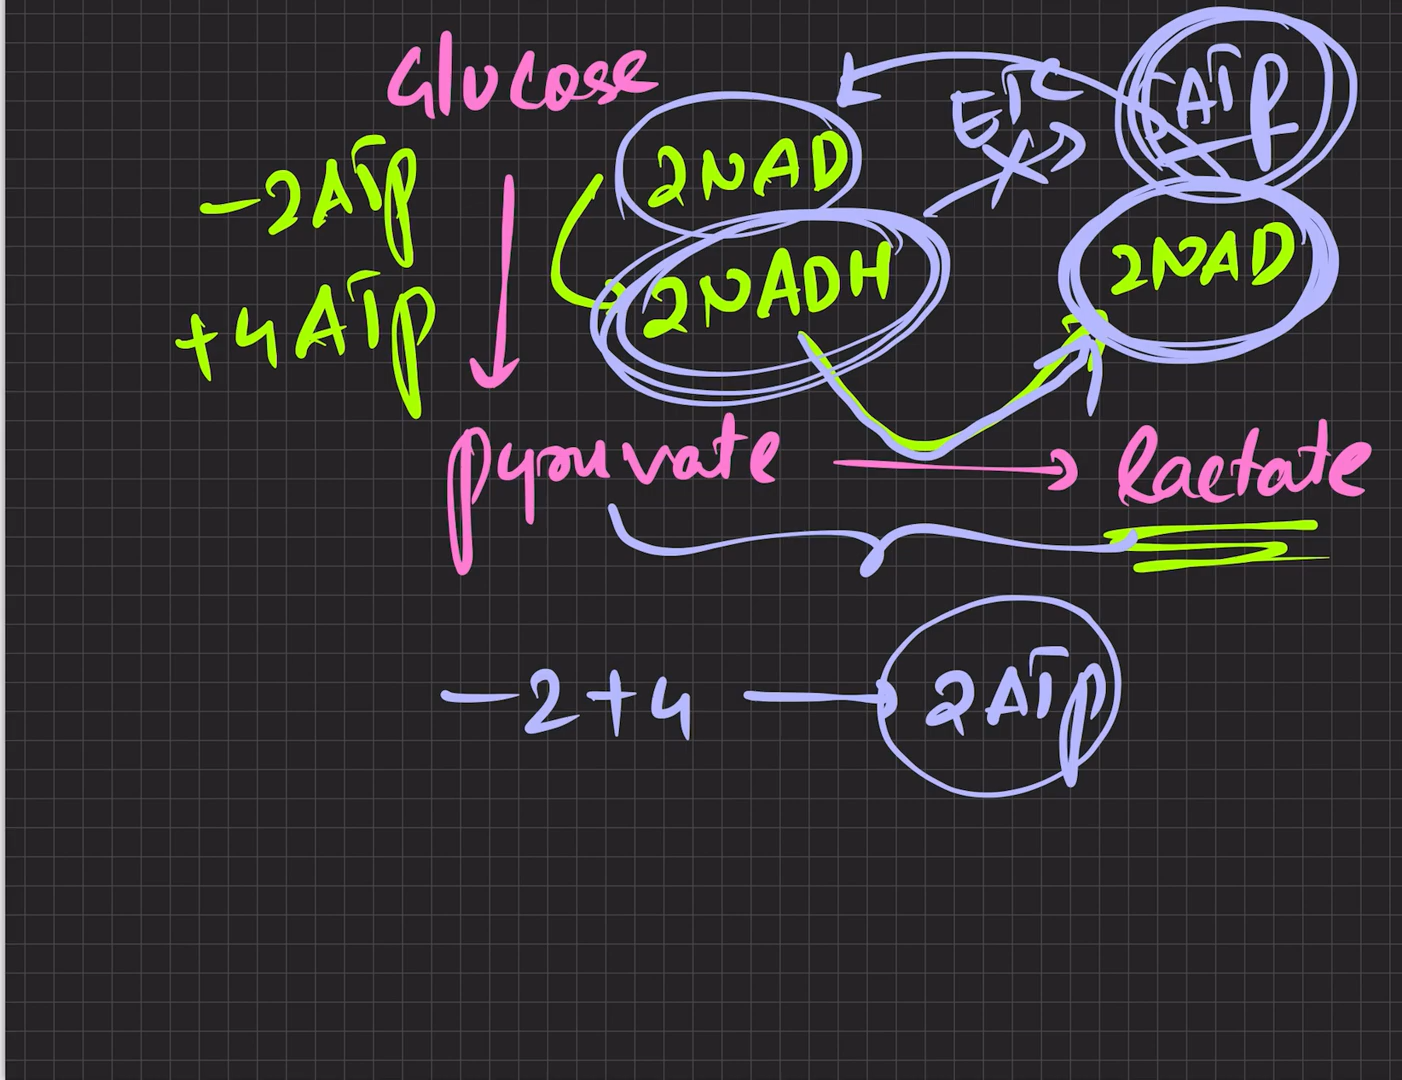 Glucose
ETC
ATP
-2ATP
2NAD
+4ATP
2NADH
2NAD
pyruvate
lactate
-2+4
2ATP